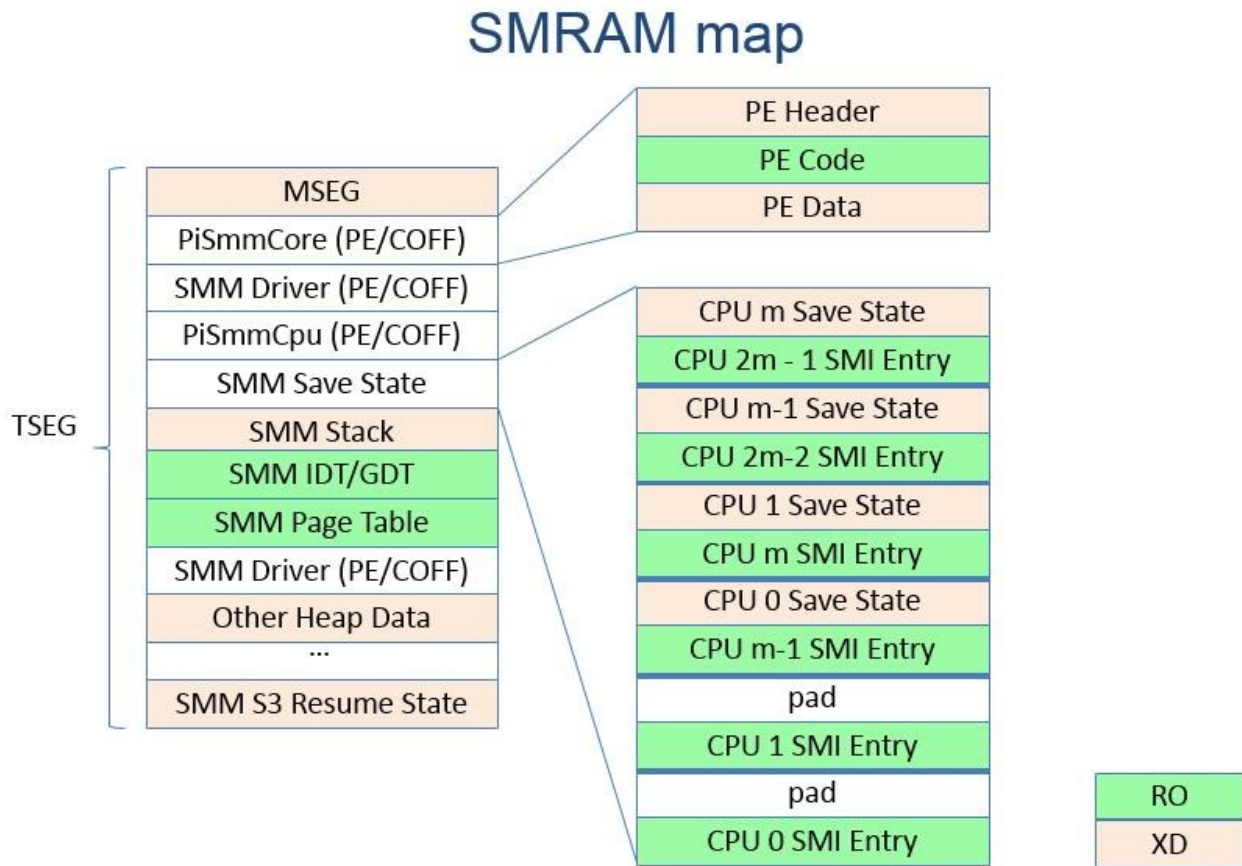 SMRAM map
TSEG
MSEG
PiSmmCore (PE/COFF)
SMM Driver (PE/COFF)
PiSmmCpu (PE/COFF)
SMM Save State
SMM Stack
SMM IDT/GDT
SMM Page Table
SMM Driver (PE/COFF)
Other Heap Data
...
SMM S3 Resume State
PE Header
PE Code
PE Data
CPU m Save State
CPU 2m - 1 SMI Entry
CPU m-1 Save State
CPU 2m-2 SMI Entry
CPU 1 Save State
CPU m SMI Entry
CPU 0 Save State
CPU m-1 SMI Entry
pad
CPU 1 SMI Entry
pad
CPU 0 SMI Entry
RO
XD